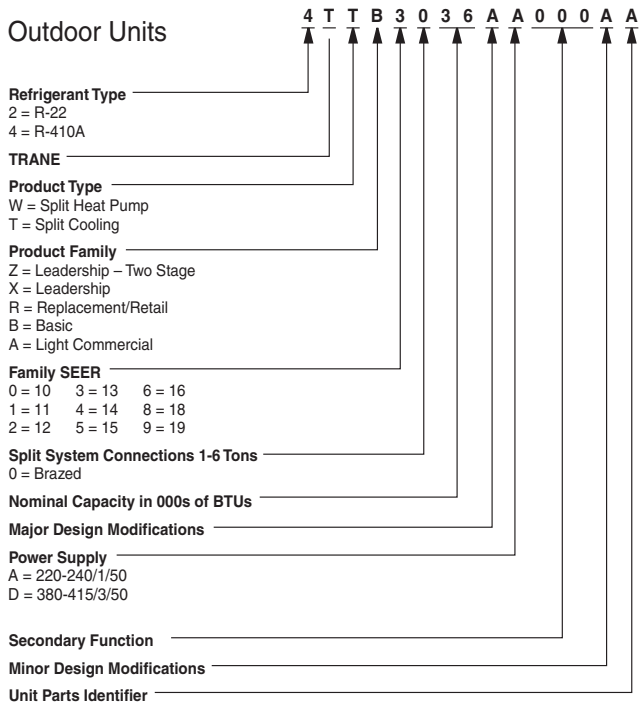 4 T T B 3 0 3 6 A A 0 0 0 A A
Outdoor Units
Refrigerant Type
2 = R-22
4 = R-410A
TRANE
Product Type
W = Split Heat Pump
T = Split Cooling
Product Family
Z = Leadership – Two Stage
X = Leadership
R = Replacement/Retail
B = Basic
A = Light Commercial
Family SEER
0 = 10 3 = 13 6 = 16
1 = 11 4 = 14 8 = 18
2 = 12 5 = 15 9 = 19
Split System Connections 1-6 Tons
0 = Brazed
Nominal Capacity in 000s of BTUs
Major Design Modifications
Power Supply
A = 220-240/1/50
D = 380-415/3/50
Secondary Function
Minor Design Modifications
Unit Parts Identifier